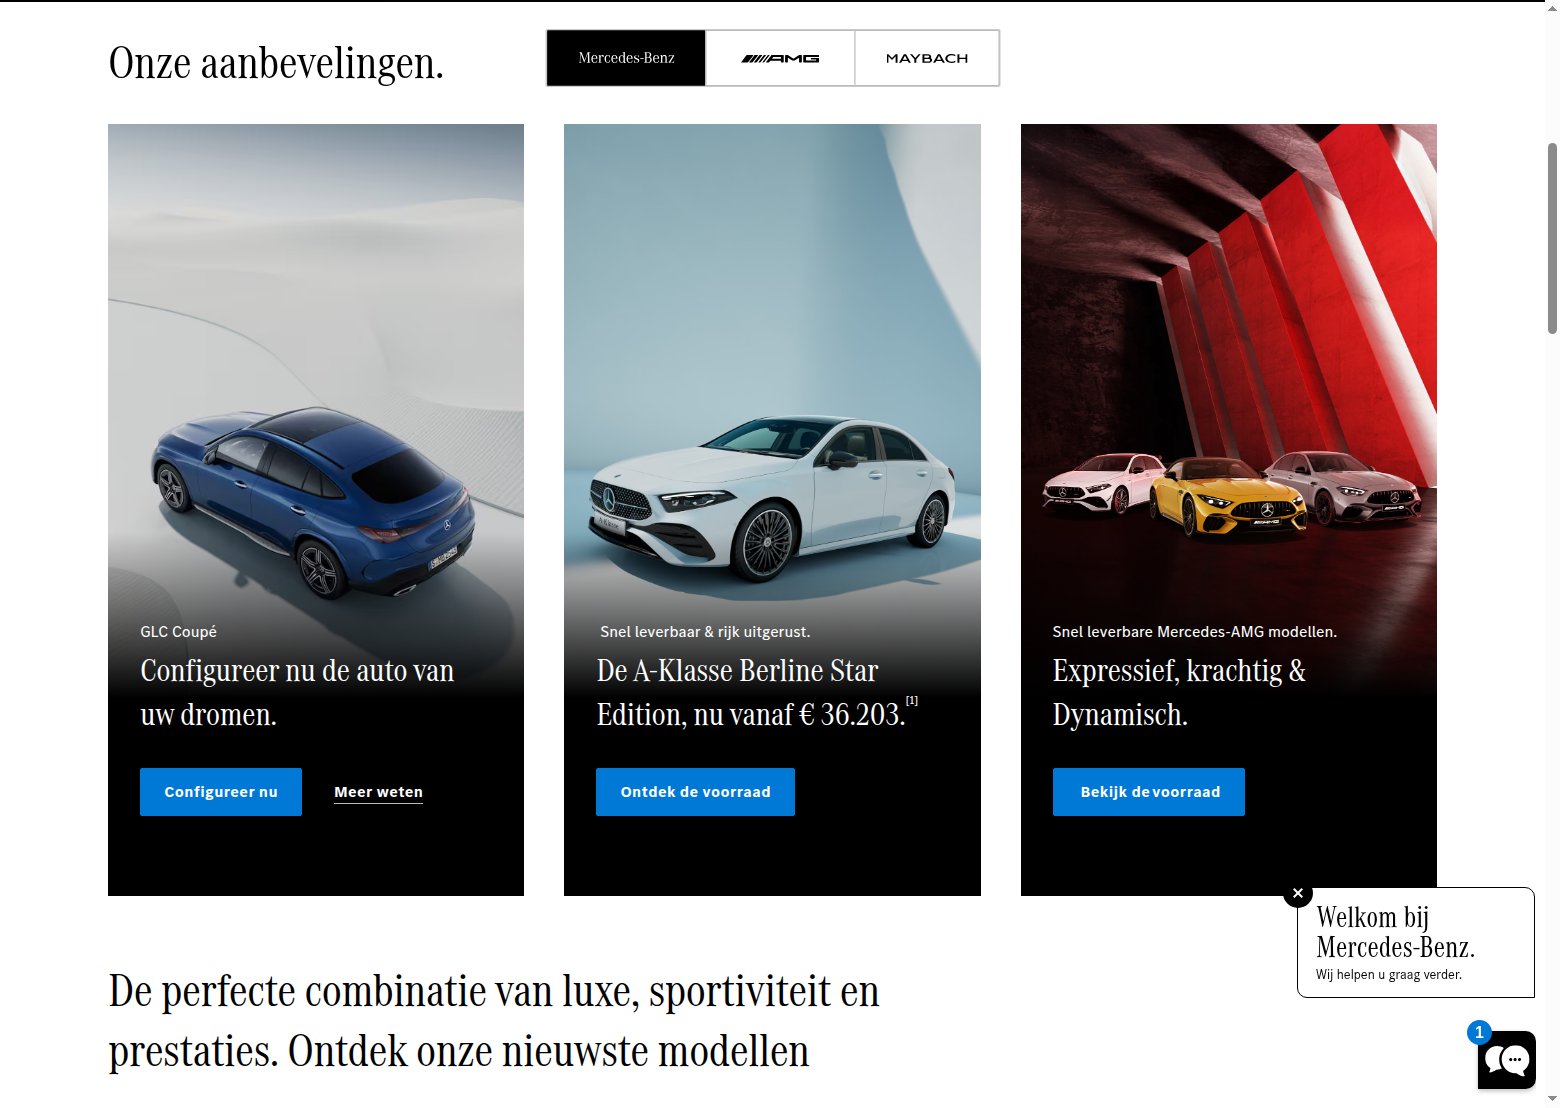 Onze aanbevelingen.
Mercedes-Benz
AMG
MAYBACH
GLC Coupé
Configureer nu de auto van
uw dromen.
Configureer nu
Meer weten
A-Klasse
Snel leverbaar & rijk uitgerust.
De A-Klasse Berline Star
Edition, nu vanaf € 36.203.[1]
Ontdek de voorraad
AMG
Snel leverbare Mercedes-AMG modellen.
Expressief, krachtig &
Dynamisch.
Bekijk de voorraad
De perfecte combinatie van luxe, sportiviteit en
prestaties. Ontdek onze nieuwste modellen
Welkom bij
Mercedes-Benz.
Wij helpen u graag verder.
1